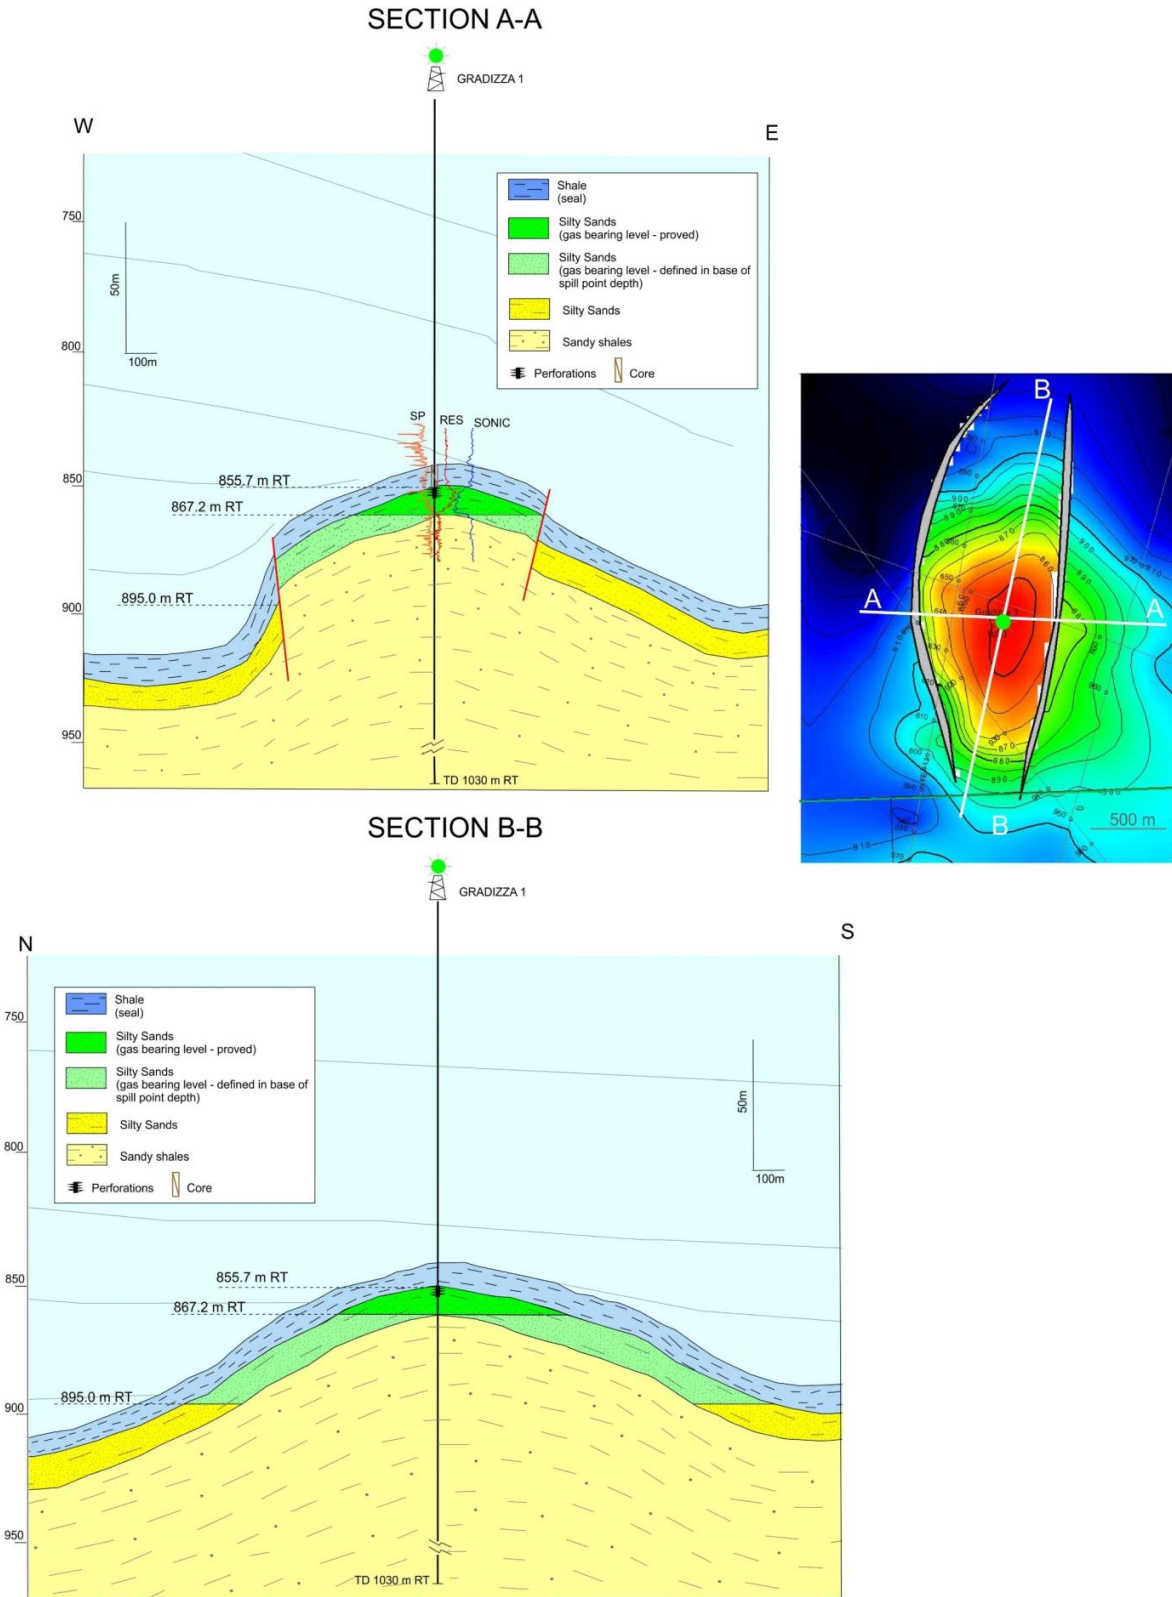 SECTION A-A
GRADIZZA 1
W
E
Shale
(seal)
Silty Sands
(gas bearing level - proved)
Silty Sands
(gas bearing level - defined in base of
spill point depth)
Silty Sands
Sandy shales
Perforations
Core
750
800
850
900
950
50m
100m
SP
RES
SONIC
855.7 m RT
867.2 m RT
895.0 m RT
TD 1030 m RT
B
A
A
B
500 m
SECTION B-B
GRADIZZA 1
N
S
Shale
(seal)
Silty Sands
(gas bearing level - proved)
Silty Sands
(gas bearing level - defined in base of
spill point depth)
Silty Sands
Sandy shales
Perforations
Core
750
800
850
900
950
50m
100m
855.7 m RT
867.2 m RT
895.0 m RT
TD 1030 m RT